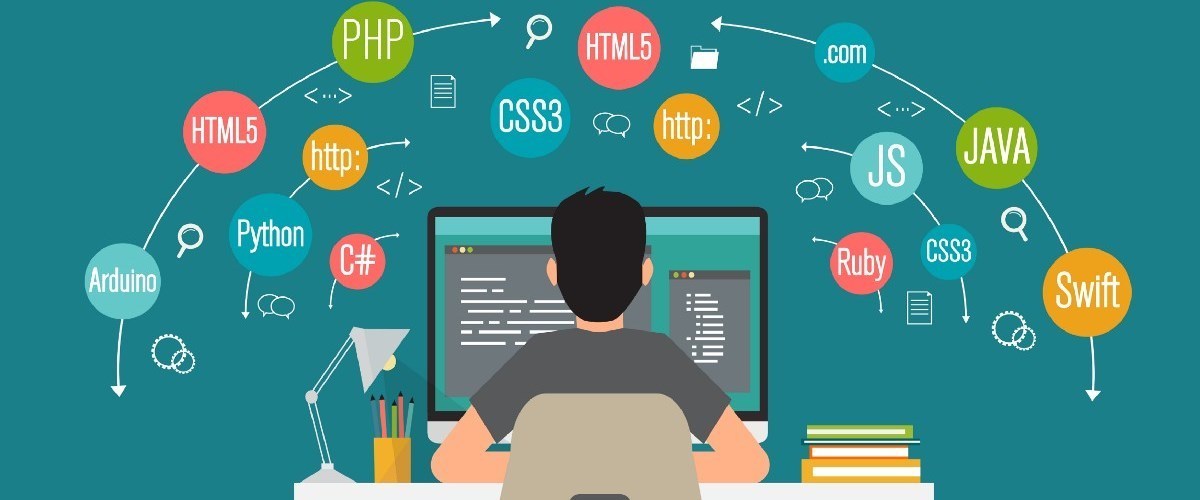 PHP
HTML5
.com
HTML5
CSS3
http:
http:
JAVA
JS
Python
C#
Ruby
CSS3
Arduino
Swift